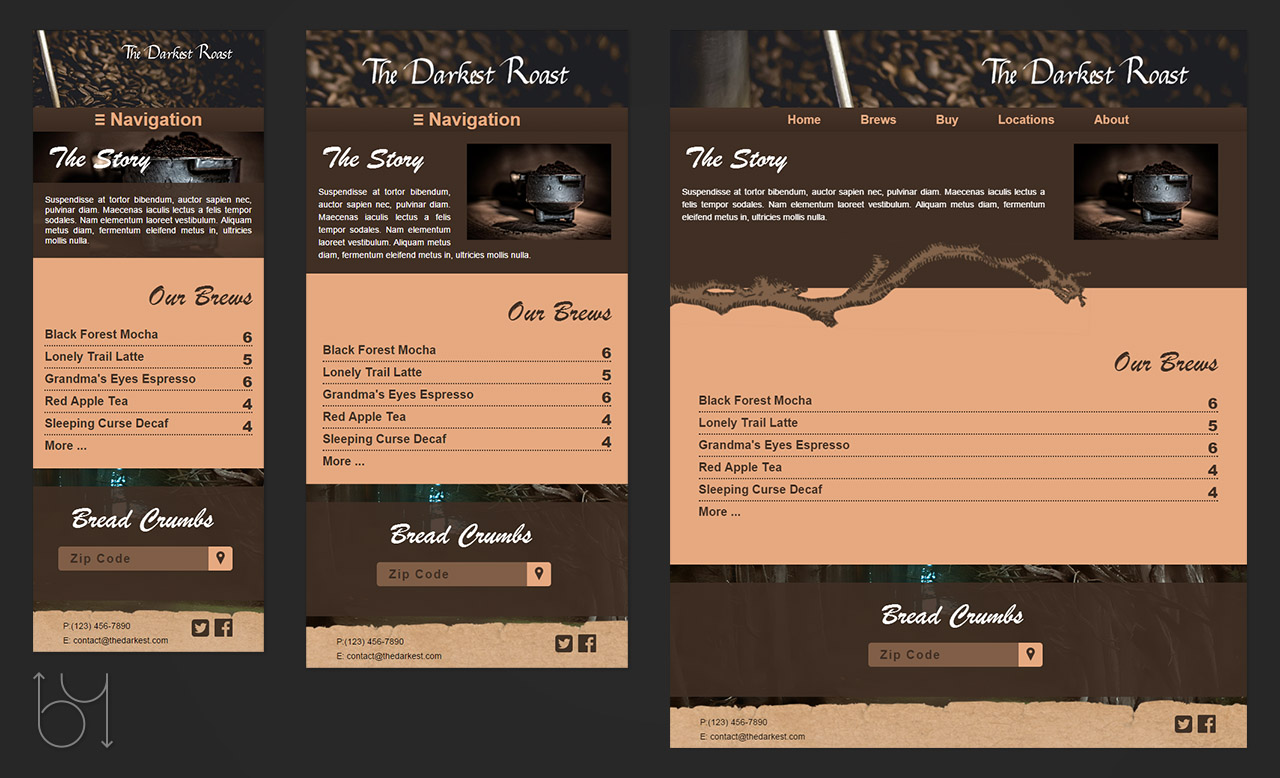 The Darkest Roast
☰ Navigation
The Story
Suspendisse at tortor bibendum, auctor sapien nec,
pulvinar diam. Maecenas iaculis lectus a felis tempor
sodales. Nam elementum laoreet vestibulum. Aliquam
metus diam, fermentum eleifend metus in, ultricies
mollis nulla.
Our Brews
Black Forest Mocha 6
Lonely Trail Latte 5
Grandma's Eyes Espresso 6
Red Apple Tea 4
Sleeping Curse Decaf 4
More ...
Bread Crumbs
Zip Code
P:(123) 456-7890
E: contact@thedarkest.com
The Darkest Roast
☰ Navigation
The Story
Suspendisse at tortor bibendum,
auctor sapien nec, pulvinar diam.
Maecenas iaculis lectus a felis
tempor sodales. Nam elementum
laoreet vestibulum. Aliquam metus
diam, fermentum eleifend metus in, ultricies mollis nulla.
Our Brews
Black Forest Mocha 6
Lonely Trail Latte 5
Grandma's Eyes Espresso 6
Red Apple Tea 4
Sleeping Curse Decaf 4
More ...
Bread Crumbs
Zip Code
P:(123) 456-7890
E: contact@thedarkest.com
The Darkest Roast
Home Brews Buy Locations About
The Story
Suspendisse at tortor bibendum, auctor sapien nec, pulvinar diam. Maecenas iaculis lectus a
felis tempor sodales. Nam elementum laoreet vestibulum. Aliquam metus diam, fermentum
eleifend metus in, ultricies mollis nulla.
Our Brews
Black Forest Mocha 6
Lonely Trail Latte 5
Grandma's Eyes Espresso 6
Red Apple Tea 4
Sleeping Curse Decaf 4
More ...
Bread Crumbs
Zip Code
P:(123) 456-7890
E: contact@thedarkest.com